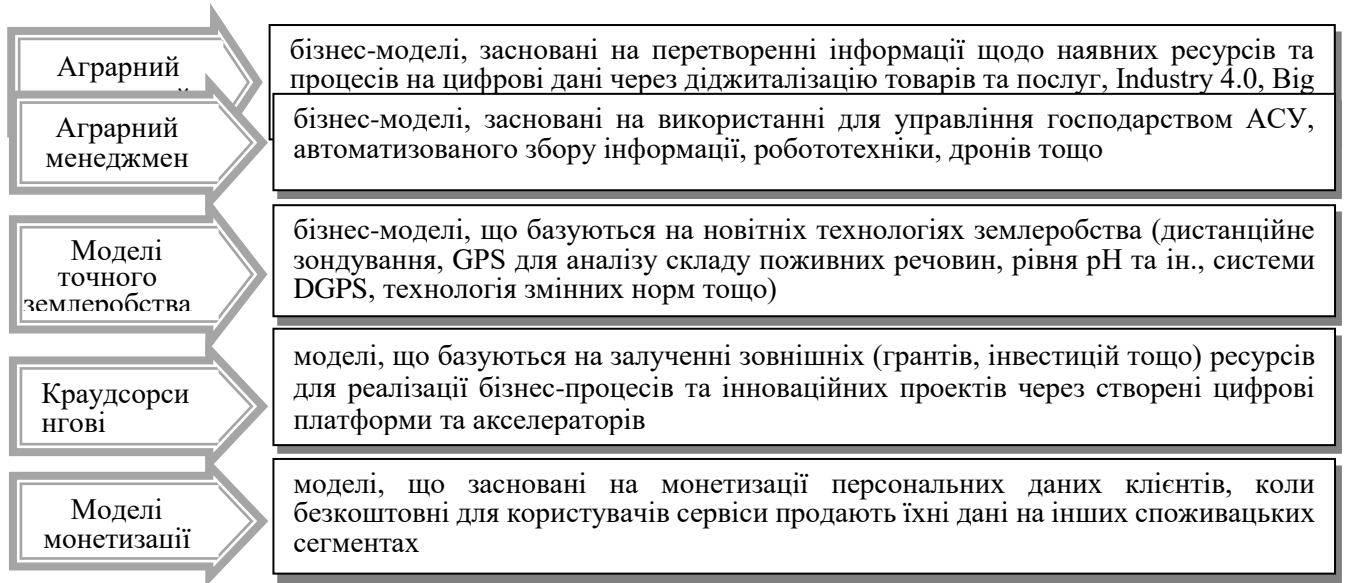 Аграрний
бізнес-моделі, засновані на перетворенні інформації щодо наявних ресурсів та
процесів на цифрові дані через діджиталізацію товарів та послуг, Industry 4.0, Big
Аграрний
менеджмен
бізнес-моделі, засновані на використанні для управління господарством АСУ,
автоматизованого збору інформації, робототехніки, дронів тощо
Моделі
точного
землеробства
бізнес-моделі, що базуються на новітніх технологіях землеробства (дистанційне
зондування, GPS для аналізу складу поживних речовин, рівня pH та ін., системи
DGPS, технологія змінних норм тощо)
Краудсорси
нгові
моделі, що базуються на залученні зовнішніх (грантів, інвестицій тощо) ресурсів
для реалізації бізнес-процесів та інноваційних проектів через створені цифрові
платформи та акселераторів
Моделі
монетизації
моделі, що засновані на монетизації персональних даних клієнтів, коли
безкоштовні для користувачів сервіси продають їхні дані на інших споживацьких
сегментах